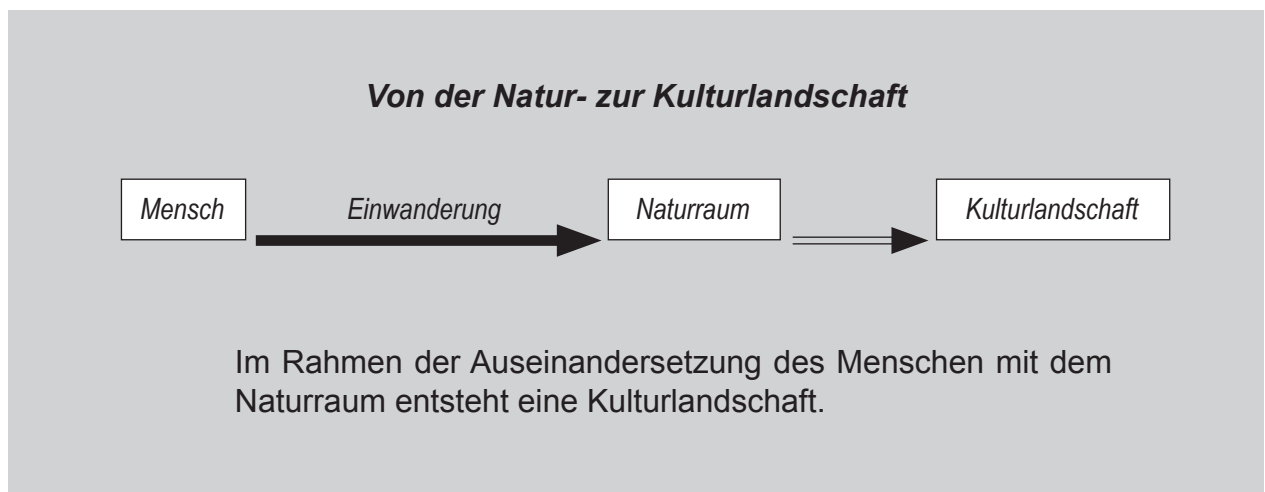 Von der Natur- zur Kulturlandschaft
Mensch
Einwanderung
Naturraum
Kulturlandschaft
Im Rahmen der Auseinandersetzung des Menschen mit dem
Naturraum entsteht eine Kulturlandschaft.